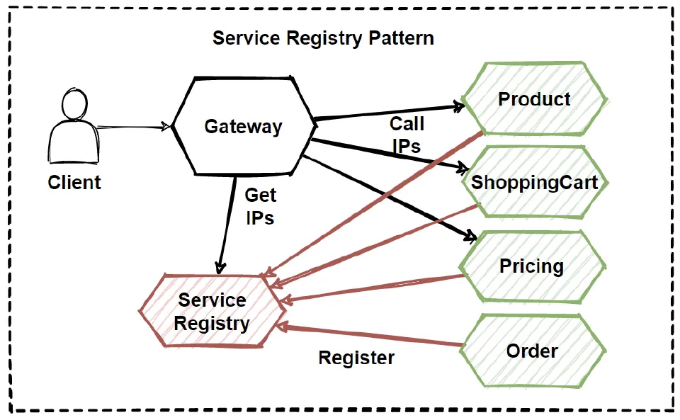 Service Registry Pattern
Product
Gateway
Call
IPs
Client
ShoppingCart
Get
IPs
Pricing
Service
Registry
Register
Order